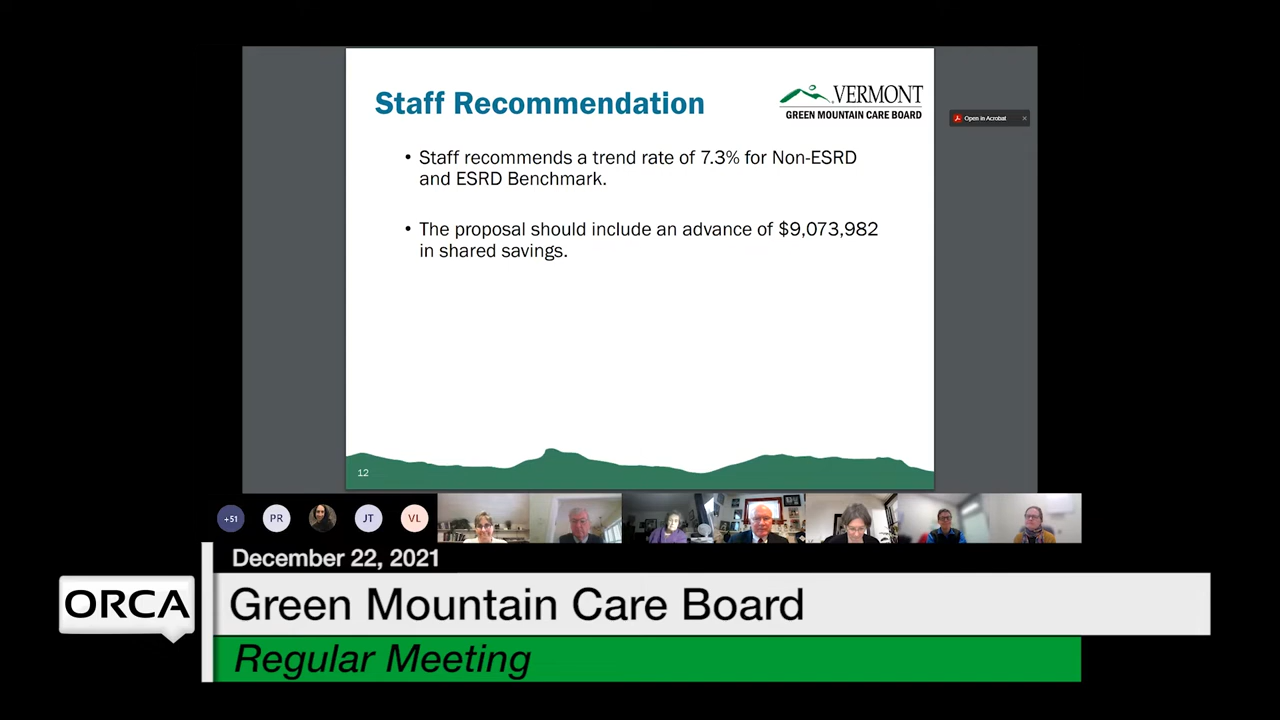 Staff Recommendation
VERMONT
GREEN MOUNTAIN CARE BOARD
Open in Acrobat
• Staff recommends a trend rate of 7.3% for Non-ESRD
and ESRD Benchmark.
• The proposal should include an advance of $9,073,982
in shared savings.
12
+51
PR
JT
VL
December 22, 2021
ORCA
Green Mountain Care Board
Regular Meeting